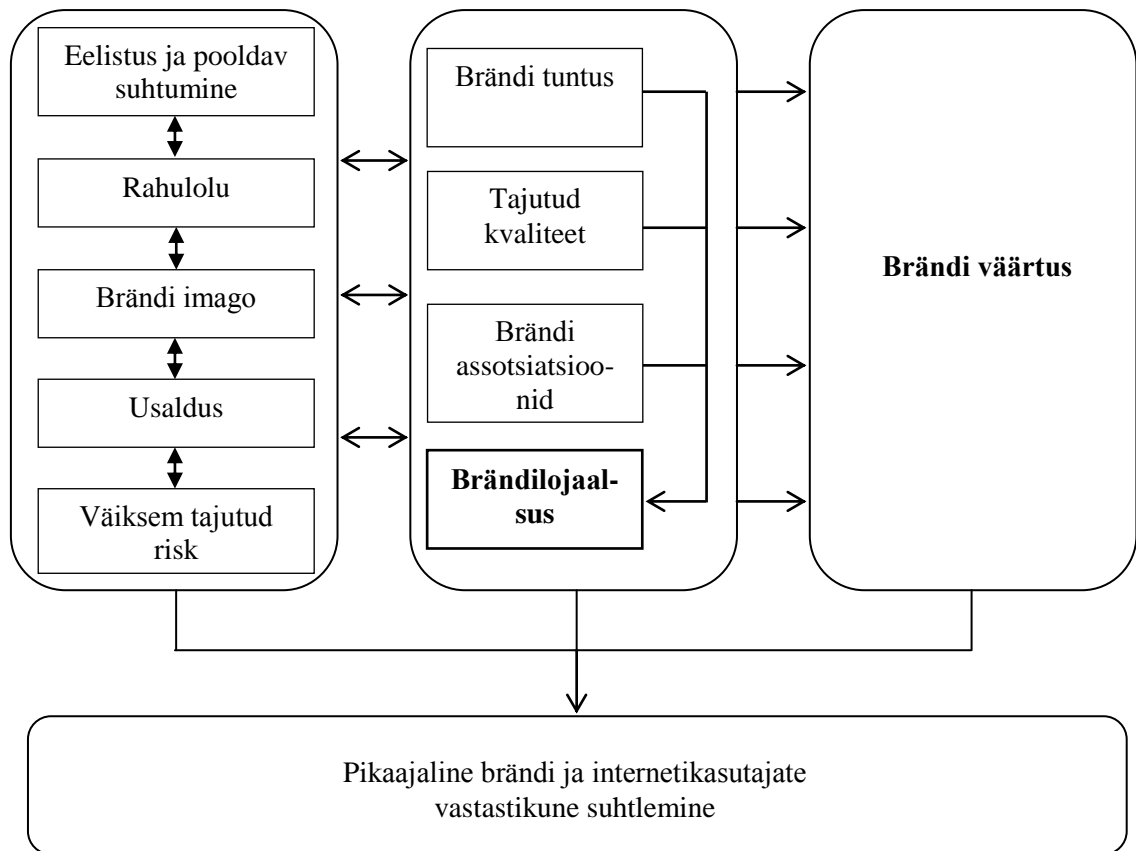 Eelistus ja pooldav
suhtumine
Rahulolu
Brändi imago
Usaldus
Väiksem tajutud
risk
Brändi tuntus
Tajutud
kvaliteet
Brändi
assotsiatsioo-
nid
Brändilojaal-
sus
Brändi väärtus
Pikaajaline brändi ja internetikasutajate
vastastikune suhtlemine